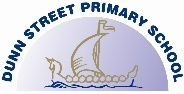 DUNN STREET PRIMARY SCHOOL